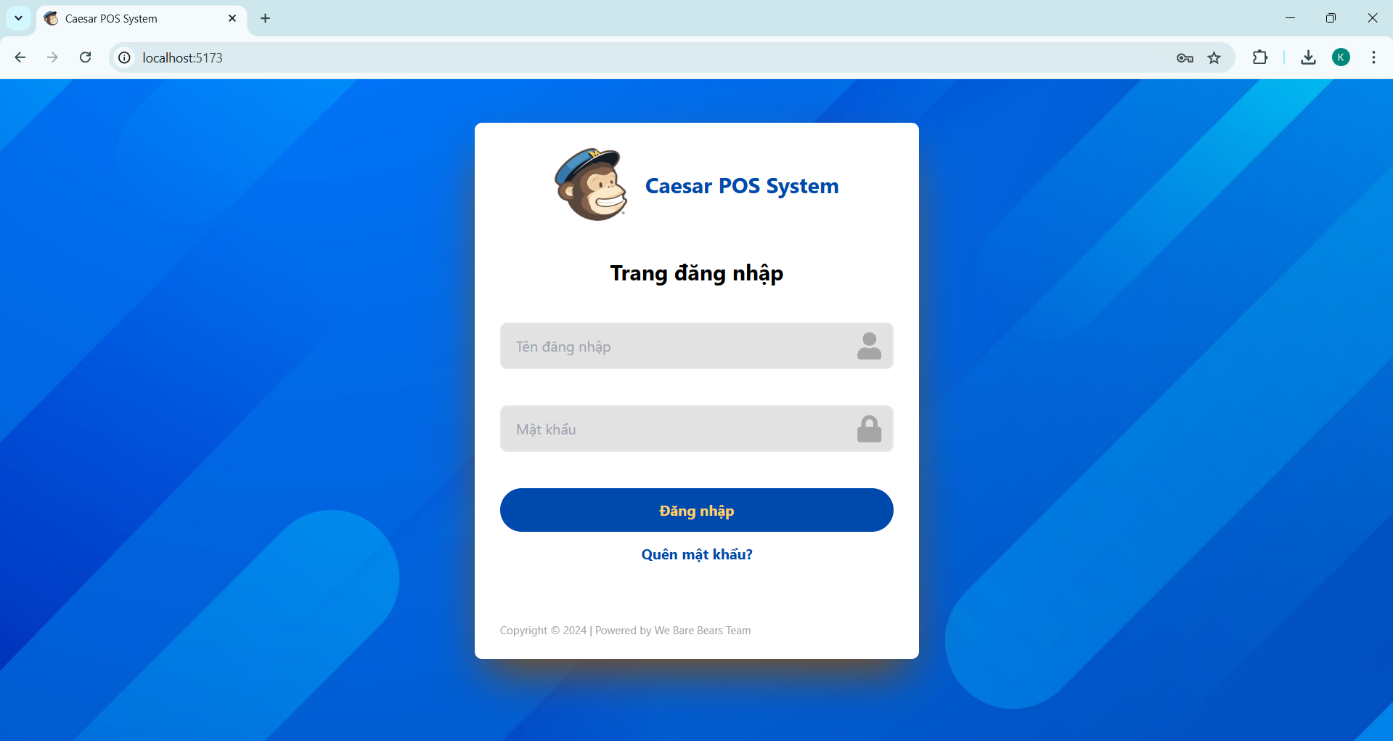 Caesar POS System
localhost:5173
K
Caesar POS System
Trang đăng nhập
Tên đăng nhập
Mật khẩu
Đăng nhập
Quên mật khẩu?
Copyright © 2024 | Powered by We Bare Bears Team